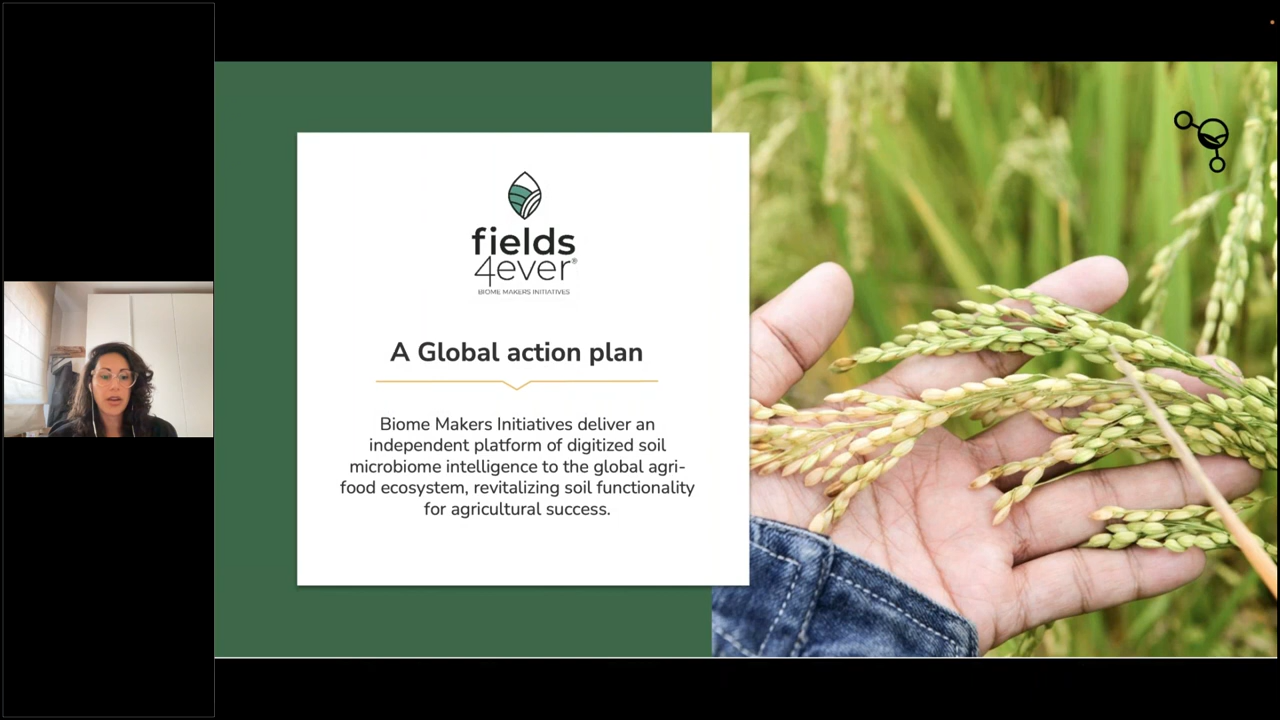 fields
4ever®
BIOME MAKERS INITIATIVES
A Global action plan
Biome Makers Initiatives deliver an
independent platform of digitized soil
microbiome intelligence to the global agri-
food ecosystem, revitalizing soil functionality
for agricultural success.